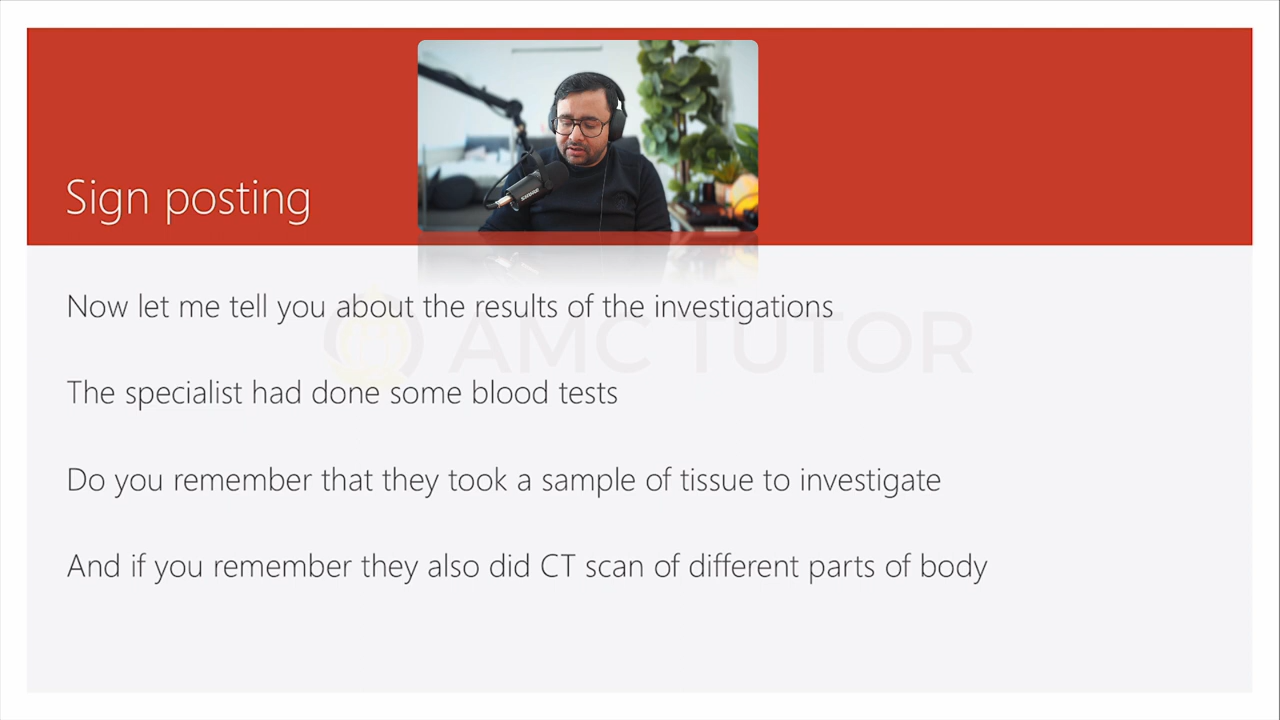 Sign posting
Now let me tell you about the results of the investigations
AMC TUTOR
The specialist had done some blood tests
Do you remember that they took a sample of tissue to investigate
And if you remember they also did CT scan of different parts of body